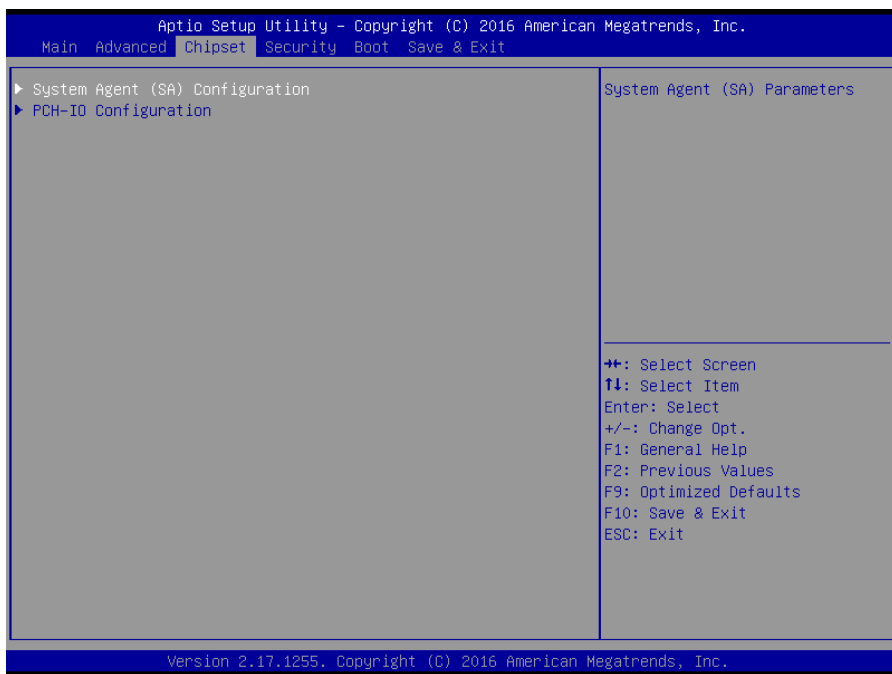 Aptio Setup Utility – Copyright (C) 2016 American Megatrends, Inc.
Main Advanced Chipset Security Boot Save & Exit
▶ System Agent (SA) Configuration
▶ PCH-IO Configuration
System Agent (SA) Parameters
→←: Select Screen
↑↓: Select Item
Enter: Select
+/-: Change Opt.
F1: General Help
F2: Previous Values
F9: Optimized Defaults
F10: Save & Exit
ESC: Exit
Version 2.17.1255. Copyright (C) 2016 American Megatrends, Inc.